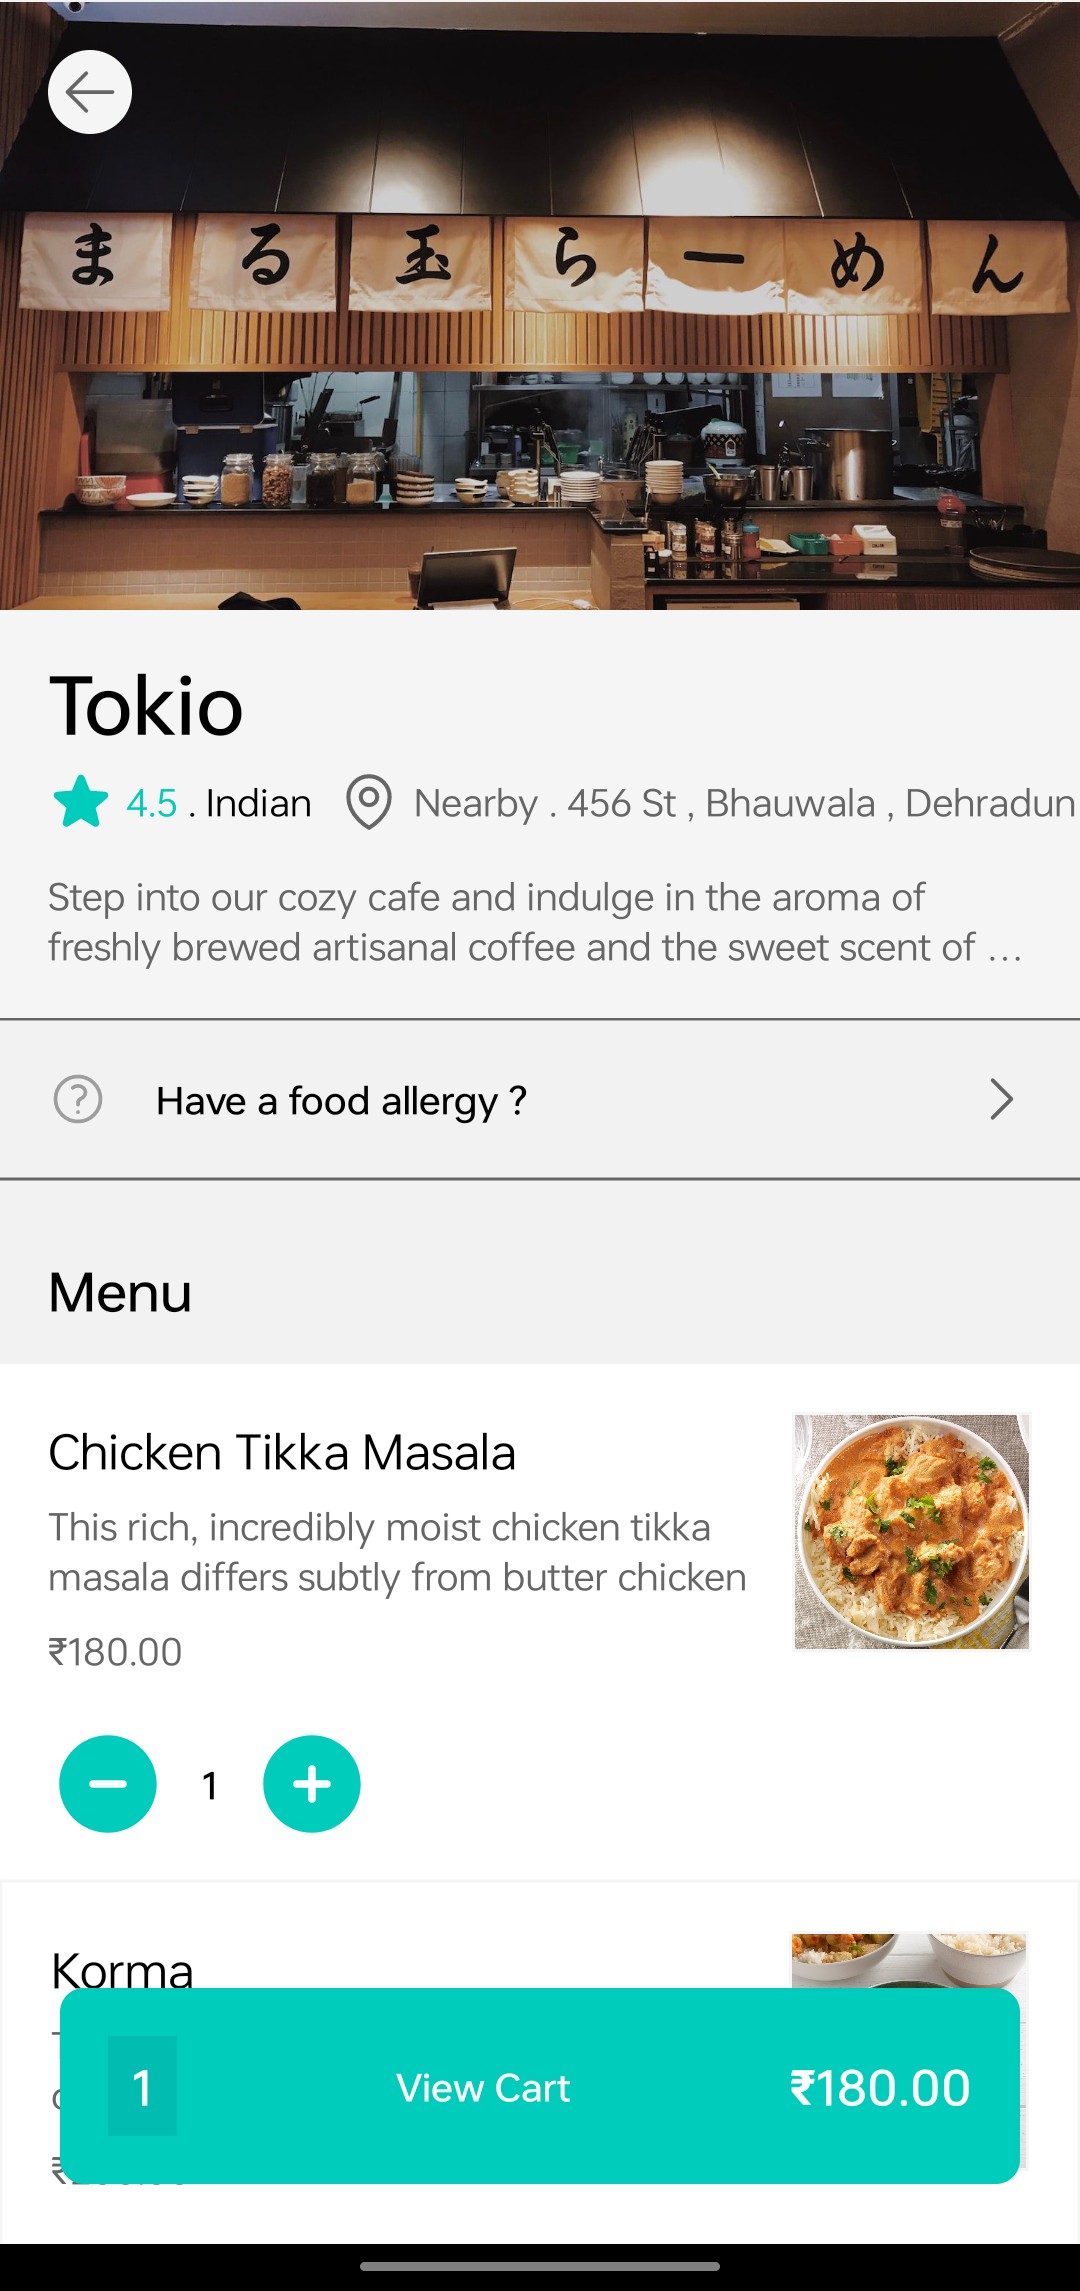 まる玉らーめん
Tokio
4.5 . Indian Nearby . 456 St , Bhauwala , Dehradun
Step into our cozy cafe and indulge in the aroma of
freshly brewed artisanal coffee and the sweet scent of ...
Have a food allergy ?
Menu
Chicken Tikka Masala
This rich, incredibly moist chicken tikka
masala differs subtly from butter chicken
₹180.00
1
Korma
1 View Cart ₹180.00